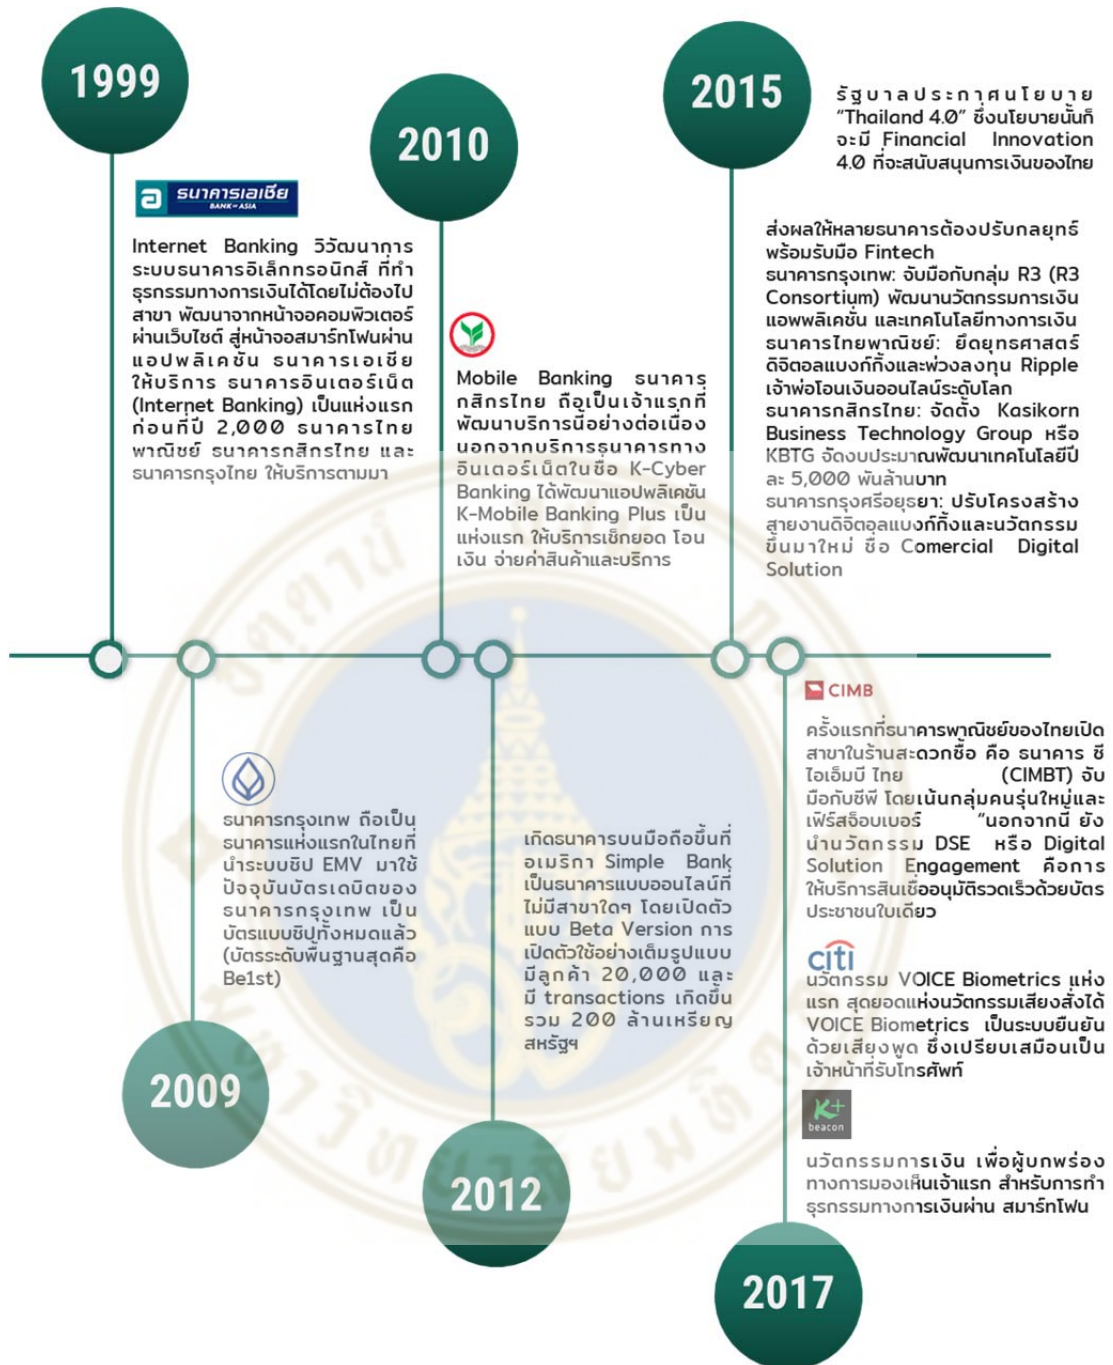 1999
ธนาคารเอเชีย
BANK of ASIA
Internet Banking วิวัฒนาการ
ระบบธนาคารอิเล็กทรอนิกส์ ที่ทำ
ธุรกรรมทางการเงินได้โดยไม่ต้องไป
สาขา พัฒนาจากหน้าจอคอมพิวเตอร์
ผ่านเว็บไซต์ สู่หน้าจอสมาร์ทโฟนผ่าน
แอปพลิเคชัน ธนาคารเอเชีย
ให้บริการ ธนาคารอินเตอร์เน็ต
(Internet Banking) เป็นแห่งแรก
ก่อนที่ปี 2,000 ธนาคารไทย
พาณิชย์ ธนาคารกสิกรไทย และ
ธนาคารกรุงไทย ให้บริการตามมา
2010
Mobile Banking ธนาคาร
กสิกรไทย ถือเป็นเจ้าแรกที่
พัฒนาบริการนี้อย่างต่อเนื่อง
นอกจากบริการธนาคารทาง
อินเตอร์เน็ตในชื่อ K-Cyber
Banking ได้พัฒนาแอปพลิเคชัน
K-Mobile Banking Plus เป็น
แห่งแรก ให้บริการเช็กยอด โอน
เงิน จ่ายค่าสินค้าและบริการ
2015
รัฐบาลประกาศนโยบาย
"Thailand 4.0" ซึ่งนโยบายนั้นก็
จะมี Financial Innovation
4.0 ที่จะสนับสนุนการเงินของไทย
ส่งผลให้หลายธนาคารต้องปรับกลยุทธ์
พร้อมรับมือ Fintech
ธนาคารกรุงเทพ: จับมือกับกลุ่ม R3 (R3
Consortium) พัฒนานวัตกรรมการเงิน
แอพพลิเคชั่น และเทคโนโลยีทางการเงิน
ธนาคารไทยพาณิชย์: ยึดยุทธศาสตร์
ดิจิตอลแบงก์กิ้งและพ่วงลงทุน Ripple
เจ้าพ่อโอนเงินออนไลน์ระดับโลก
ธนาคารกสิกรไทย: จัดตั้ง Kasikorn
Business Technology Group หรือ
KBTG จัดงบประมาณพัฒนาเทคโนโลยีปี
ละ 5,000 พันล้านบาท
ธนาคารกรุงศรีอยุธยา: ปรับโครงสร้าง
สายงานดิจิตอลแบงก์กิ้งและนวัตกรรม
ขึ้นมาใหม่ ชื่อ Comercial Digital
Solution
ธนาคารกรุงเทพ ถือเป็น
ธนาคารแห่งแรกในไทยที่
นำระบบชิป EMV มาใช้
ปัจจุบันบัตรเดบิตของ
ธนาคารกรุงเทพ เป็น
บัตรแบบชิปทั้งหมดแล้ว
(บัตรระดับพื้นฐานสุดคือ
Be1st)
2009
เกิดธนาคารบนมือถือขึ้นที่
อเมริกา Simple Bank
เป็นธนาคารแบบออนไลน์ที่
ไม่มีสาขาใดๆ โดยเปิดตัว
แบบ Beta Version การ
เปิดตัวใช้อย่างเต็มรูปแบบ
มีลูกค้า 20,000 และ
มี transactions เกิดขึ้น
รวม 200 ล้านเหรียญ
สหรัฐฯ
2012
CIMB
ครั้งแรกที่ธนาคารพาณิชย์ของไทยเปิด
สาขาในร้านสะดวกซื้อ คือ ธนาคาร ซี
ไอเอ็มบี ไทย (CIMBT) จับ
มือกับซีพี โดยเน้นกลุ่มคนรุ่นใหม่และ
เฟิร์สจ็อบเบอร์ "นอกจากนี้ ยัง
นำนวัตกรรม DSE หรือ Digital
Solution Engagement คือการ
ให้บริการสินเชื่ออนุมัติรวดเร็วด้วยบัตร
ประชาชนใบเดียว
citi
นวัตกรรม VOICE Biometrics แห่ง
แรก สุดยอดแห่งนวัตกรรมเสียงสั่งได้
VOICE Biometrics เป็นระบบยืนยัน
ด้วยเสียงพูด ซึ่งเปรียบเสมือนเป็น
เจ้าหน้าที่รับโทรศัพท์
K+
beacon
นวัตกรรมการเงิน เพื่อผู้บกพร่อง
ทางการมองเห็นเจ้าแรก สำหรับการทำ
ธุรกรรมทางการเงินผ่าน สมาร์ทโฟน
2017